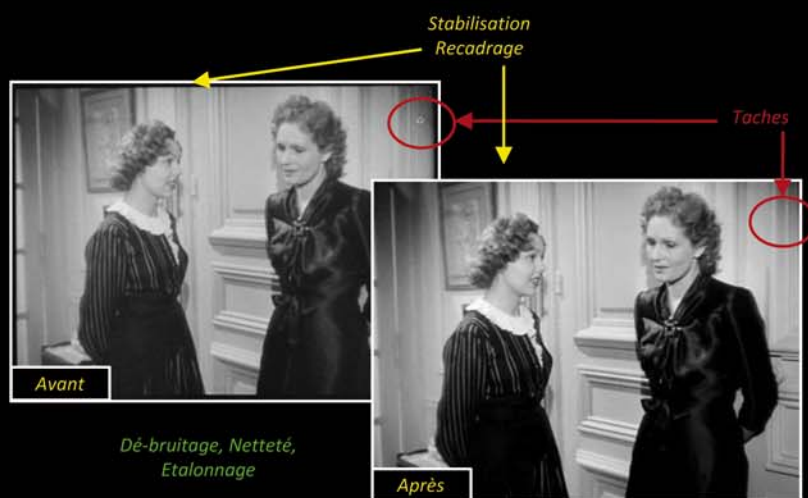 Stabilisation
Recadrage
Taches
Avant
Dé-bruitage, Netteté,
Etalonnage
Après